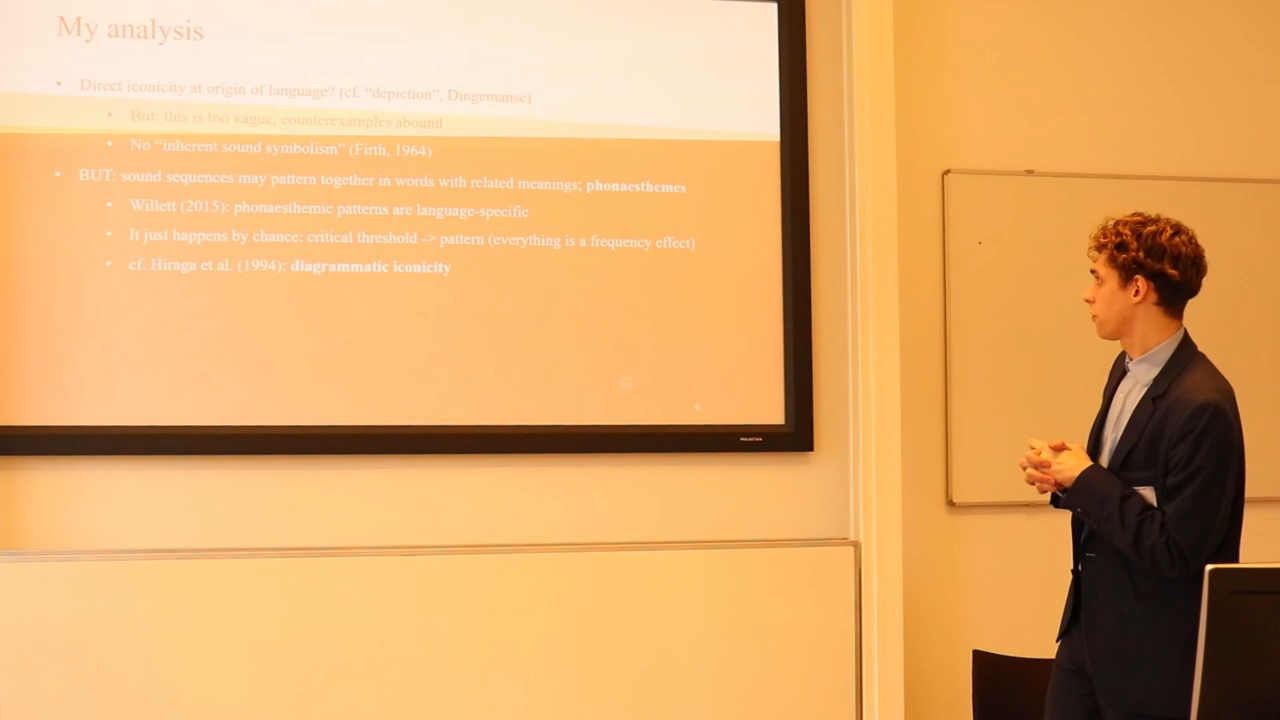 My analysis
• Direct iconicity at origin of language? (cf. “depiction”, Dingemanse)
• But: this is too vague, counterexamples abound
• No “inherent sound symbolism” (Firth, 1964)
• BUT: sound sequences may pattern together in words with related meanings; phonaesthemes
• Willett (2015): phonaesthemic patterns are language-specific
• It just happens by chance: critical threshold -> pattern (everything is a frequency effect)
• cf. Hiraga et al. (1994): diagrammatic iconicity
6